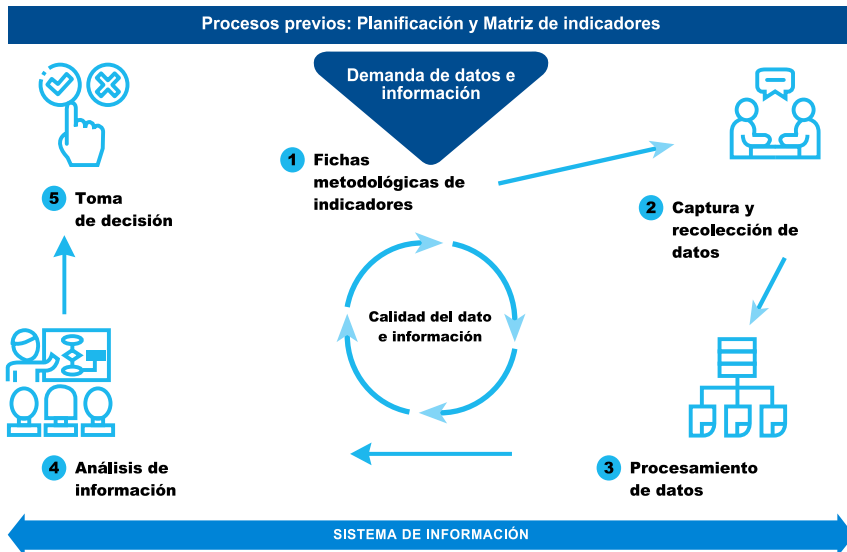 Procesos previos: Planificación y Matriz de indicadores
Demanda de datos e
información
1 Fichas
metodológicas de
indicadores
2 Captura y
recolección de
datos
3 Procesamiento
de datos
4 Análisis de
información
5 Toma
de decisión
Calidad del dato
e información
SISTEMA DE INFORMACIÓN